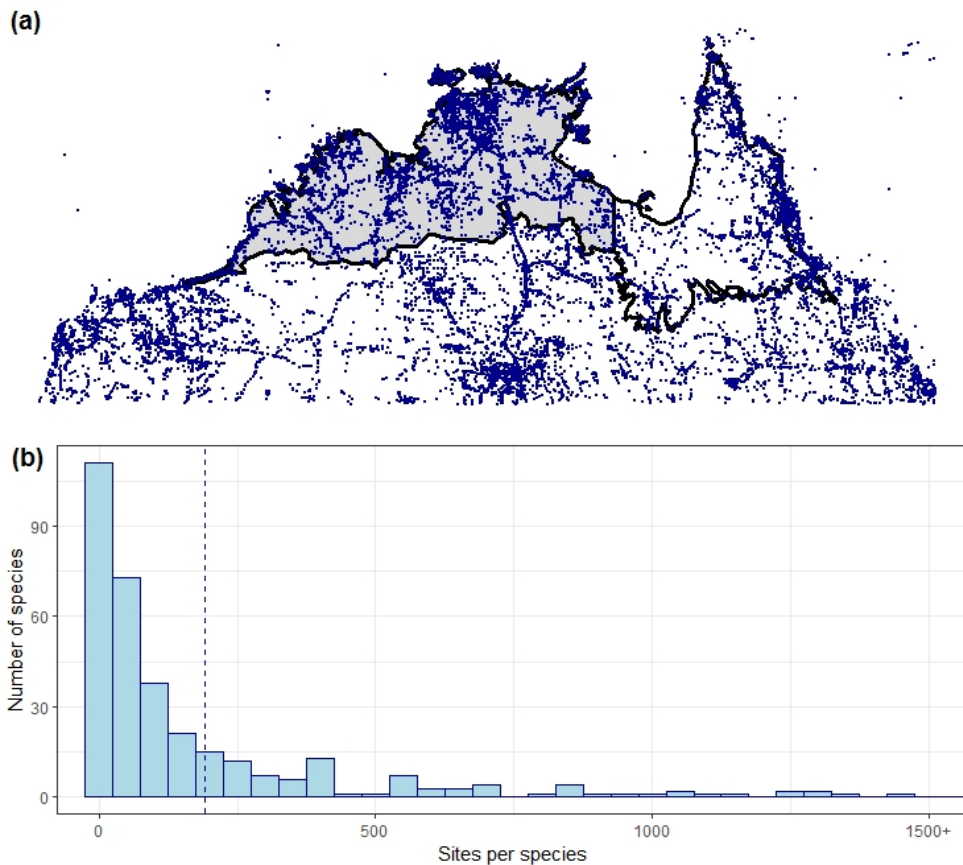 (a)
(b)
Number of species
90
60
30
0
0 500 1000 1500+
Sites per species